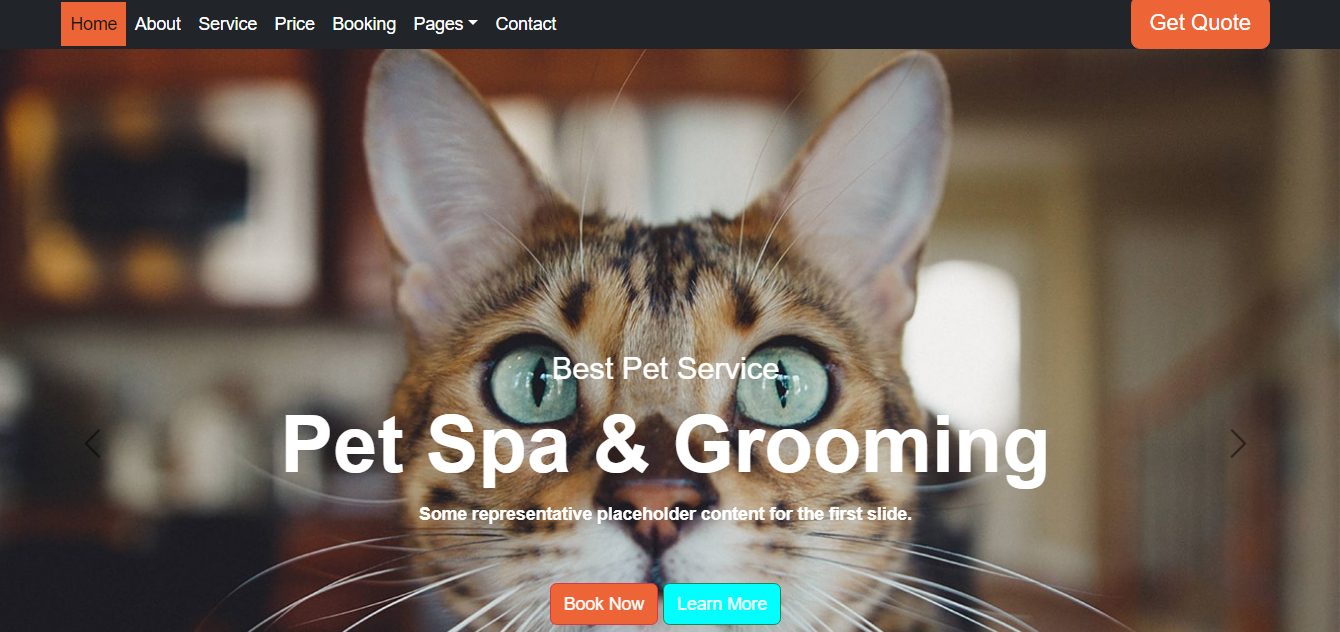 Home About Service Price Booking Pages Contact Get Quote
Best Pet Service
Pet Spa & Grooming
Some representative placeholder content for the first slide.
Book Now Learn More